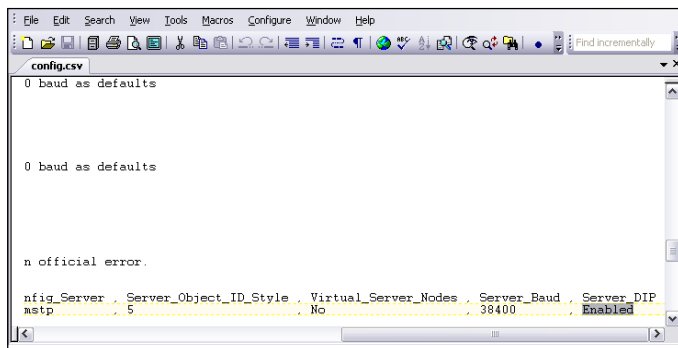 File Edit Search View Tools Macros Configure Window Help
Find incrementally
config.csv
0 baud as defaults
0 baud as defaults
n official error.
nfig_Server , Server_Object_ID_Style , Virtual_Server_Nodes , Server_Baud , Server_DIP
mstp , 5 , No , 38400 , Enabled